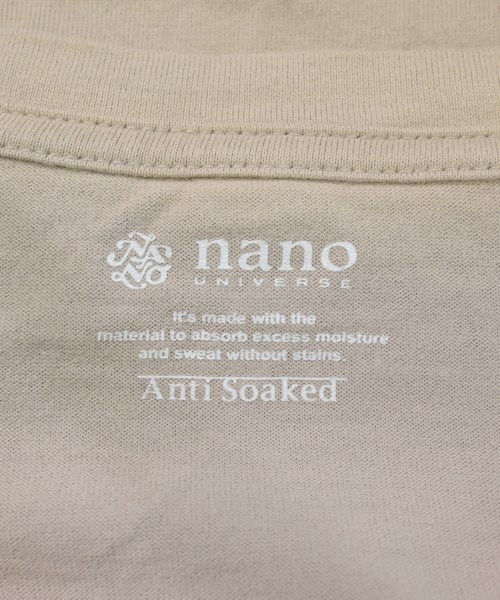 nano
UNIVERSE
It's made with the
material to absorb excess moisture
and sweat without stains.
Anti Soaked